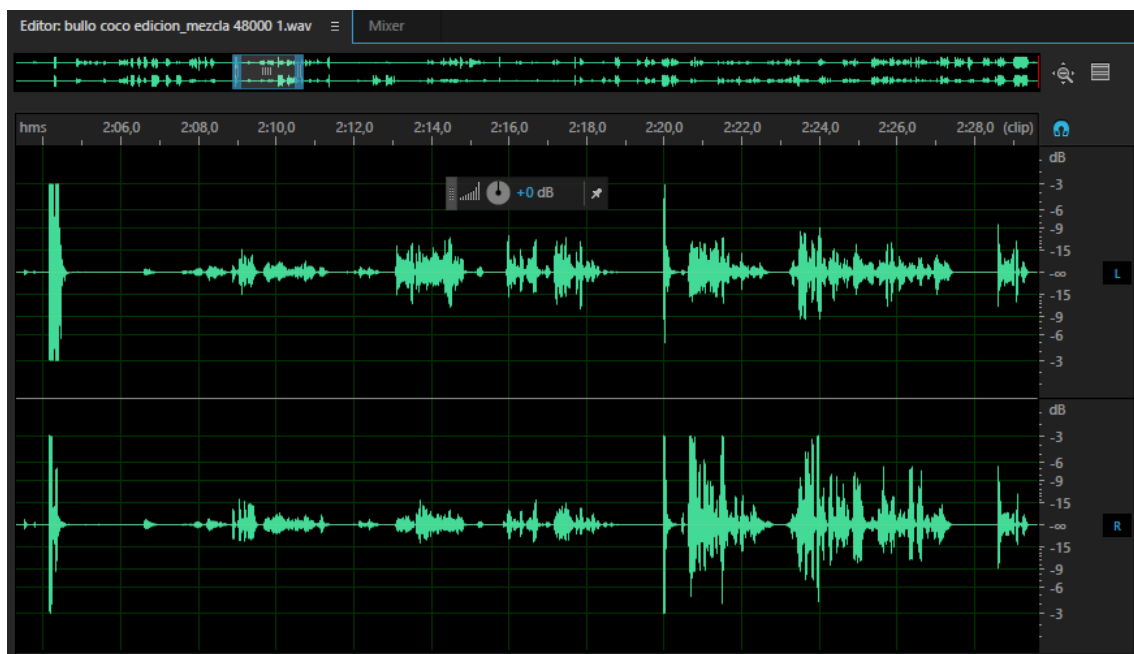 Editor: bullo coco edicion_mezcla 48000 1.wav ≡ Mixer
hms 2:06,0 2:08,0 2:10,0 2:12,0 2:14,0 2:16,0 2:18,0 2:20,0 2:22,0 2:24,0 2:26,0 2:28,0 (clip)
dB
+0 dB
-3
-6
-9
-15
-∞
L
-15
-9
-6
-3
dB
-3
-6
-9
-15
-∞
R
-15
-9
-6
-3